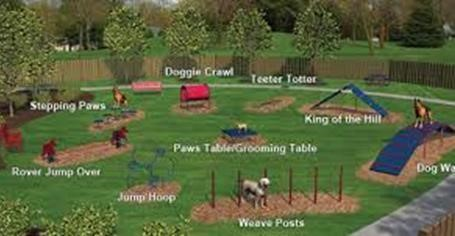 Doggie Crawl
Teeter Totter
Stepping Paws
King of the Hill
Paws Table/Grooming Table
Rover Jump Over
Dog Wa
Jump Hoop
Weave Posts